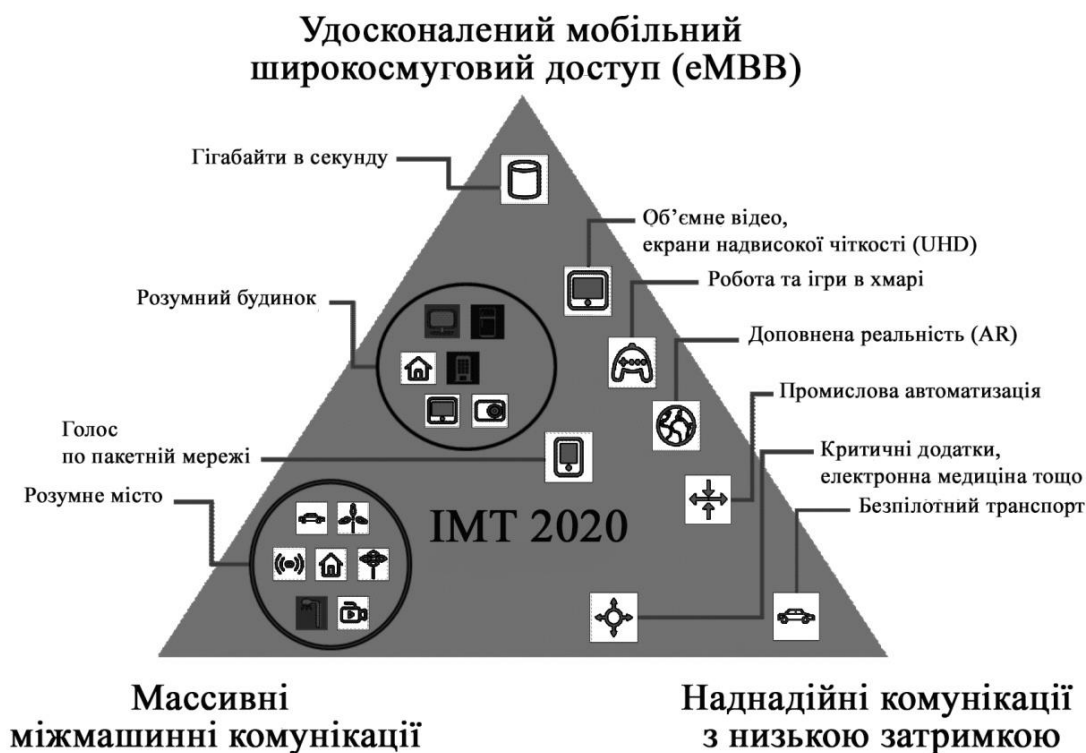 Удосконалений мобільний
широкосмуговий доступ (eMBB)
Гігабайти в секунду
Об’ємне відео,
екрани надвисокої чіткості (UHD)
Розумний будинок
Робота та ігри в хмарі
Доповнена реальність (AR)
Промислова автоматизація
Голос
по пакетній мережі
Критичні додатки,
електронна медиціна тощо
Розумне місто
Безпілотний транспорт
IMT 2020
Массивні
міжмашинні комунікації
Наднадійні комунікації
з низькою затримкою